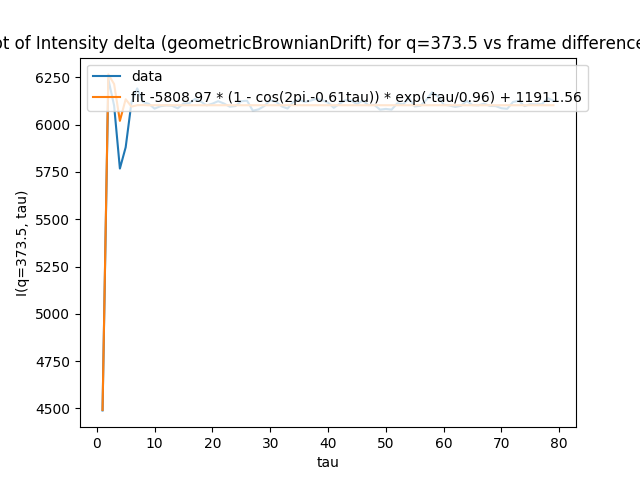 ot of Intensity delta (geometricBrownianDrift) for q=373.5 vs frame difference
data
fit -5808.97 * (1 - cos(2pi.-0.61tau)) * exp(-tau/0.96) + 11911.56
I(q=373.5, tau)
6250
6000
5750
5500
5250
5000
4750
4500
0 10 20 30 40 50 60 70 80
tau